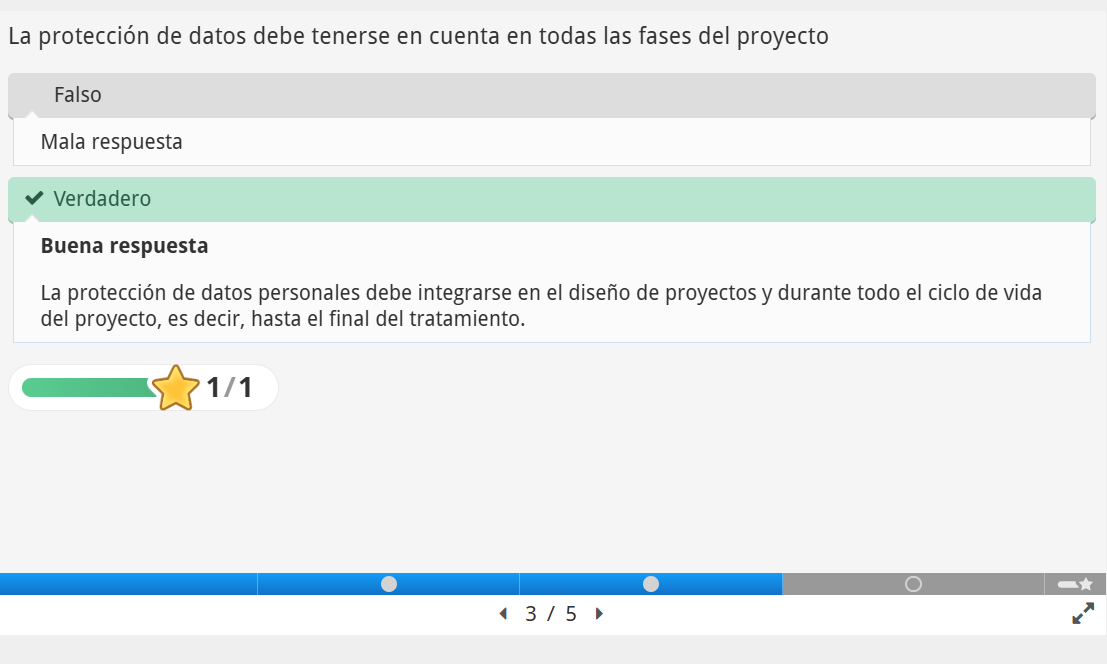 La protección de datos debe tenerse en cuenta en todas las fases del proyecto
Falso
Mala respuesta
Verdadero
Buena respuesta
La protección de datos personales debe integrarse en el diseño de proyectos y durante todo el ciclo de vida
del proyecto, es decir, hasta el final del tratamiento.
1/1
3 / 5